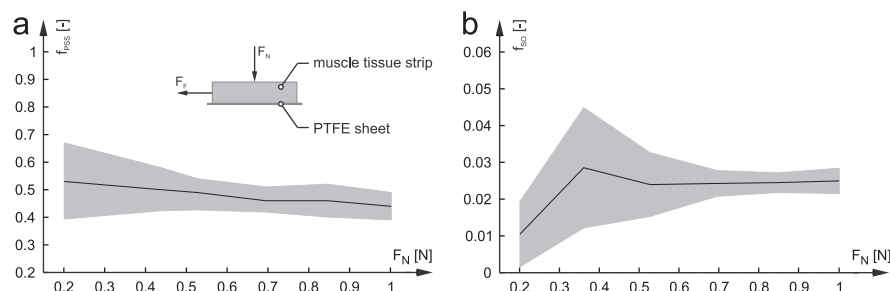 a
f_PSS [-]
1
0.9
0.8
0.7
0.6
0.5
0.4
0.3
0.2
F_N
F_F
muscle tissue strip
PTFE sheet
F_N [N]
0.2 0.3 0.4 0.5 0.6 0.7 0.8 0.9 1
b
f_SO [-]
0.06
0.05
0.04
0.03
0.02
0.01
0
F_N [N]
0.2 0.3 0.4 0.5 0.6 0.7 0.8 0.9 1